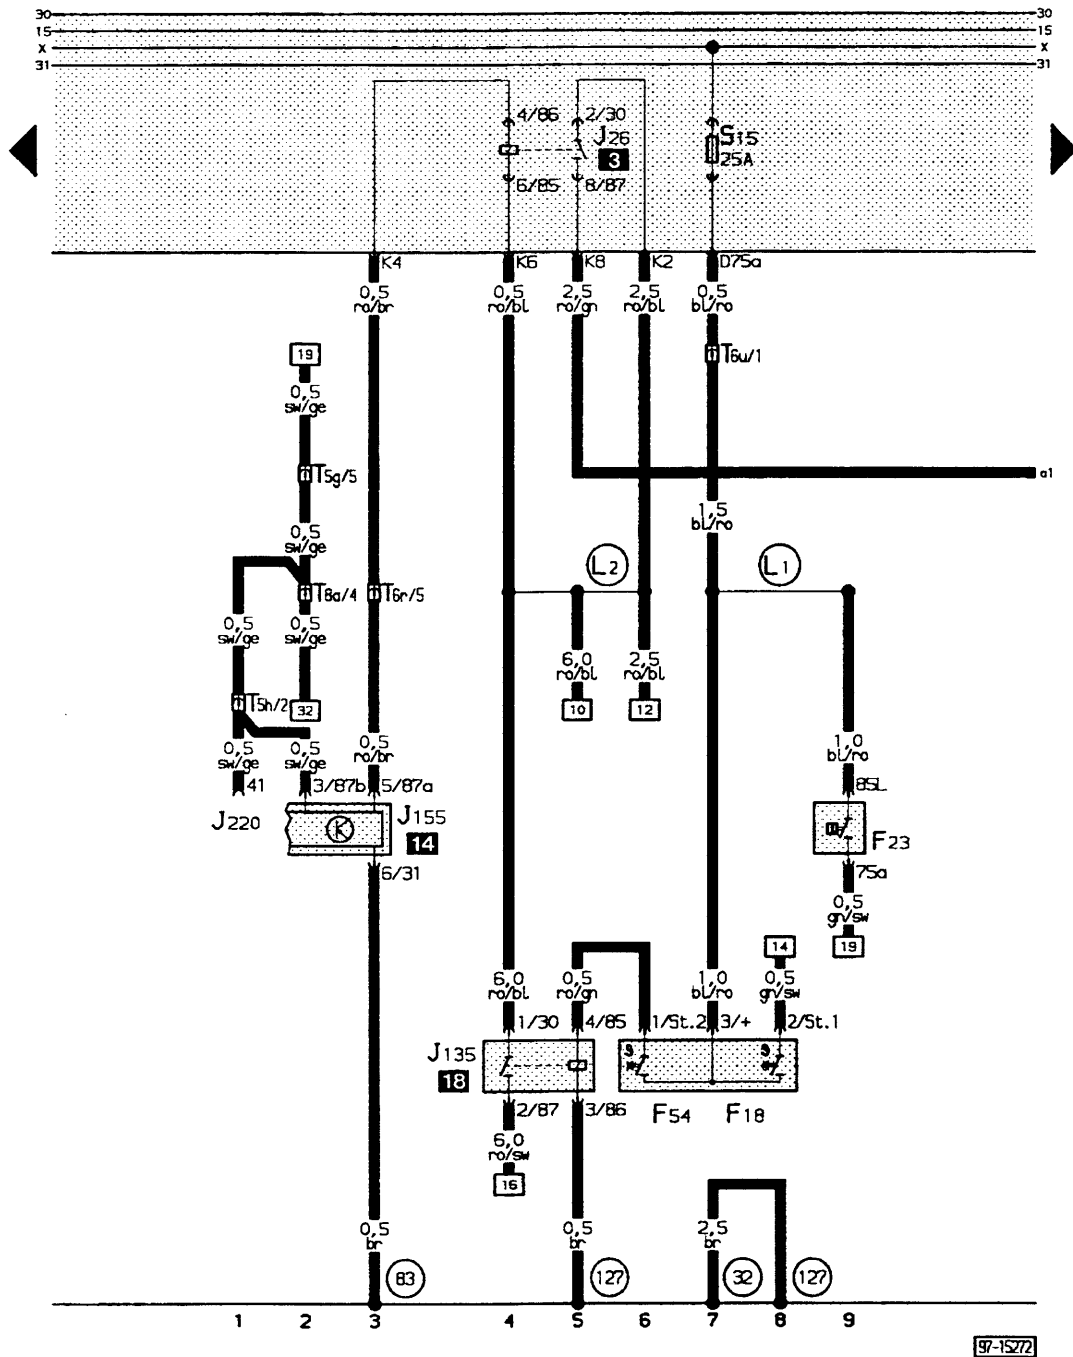 30 30
15 15
X X
31 31
4/86 2/30
J26 S15
3 25A
6/85 8/87
K4 K6 K8 K2 D75a
0,5 0,5 2,5 2,5 0,5
ro/br ro/bl ro/gn ro/bl bl/ro
19 T6u/1
0,5
sw/ge
T5g/5 a1
0,5 1,5
sw/ge bl/ro
L2 L1
T8a/4 T6r/5
0,5 0,5
sw/ge sw/ge
6,0 2,5
ro/bl ro/bl
T5h/2 32 10 12
0,5 0,5 0,5 1,0
sw/ge sw/ge ro/br bl/ro
41 3/87b 5/87a 85L
J220 J155
14 F23
6/31 75a
0,5
gn/sw
14 19
6,0 0,5 1,0 0,5
ro/bl ro/gn bl/ro gn/sw
1/30 4/85 1/St.2 3/+ 2/St.1
J135
18
2/87 3/86 F54 F18
6,0
ro/sw
16
0,5 0,5 2,5
br br br
83 127 32 127
1 2 3 4 5 6 7 8 9
97-15272